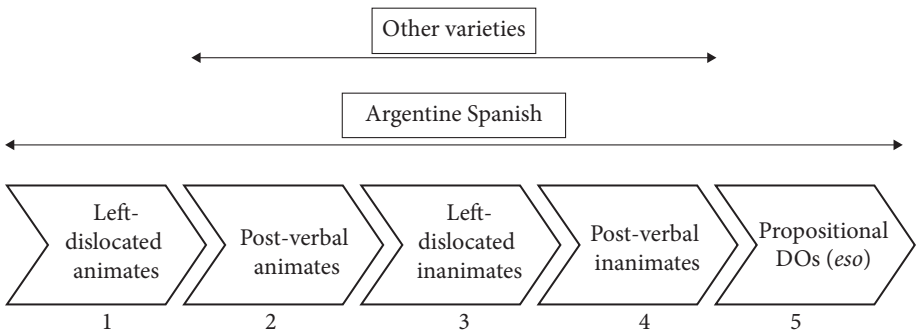 Other varieties
Argentine Spanish
Left-
dislocated
animates
Post-verbal
animates
Left-
dislocated
inanimates
Post-verbal
inanimates
Propositional
DOs (eso)
1
2
3
4
5